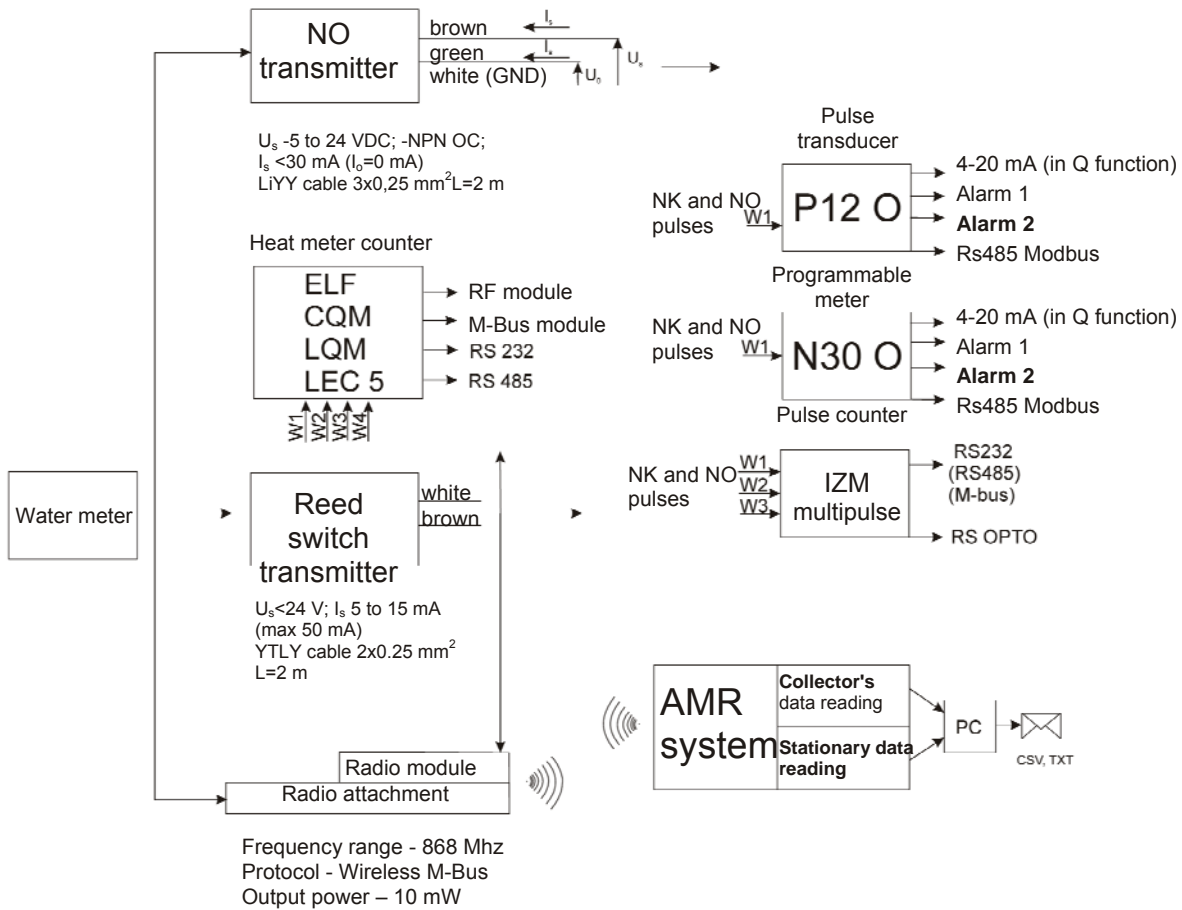 NO
transmitter
brown
green
white (GND)
Is
Ix
U0
Us
Us -5 to 24 VDC; -NPN OC;
Is <30 mA (Io=0 mA)
LiYY cable 3x0,25 mm2L=2 m
Heat meter counter
ELF
CQM
LQM
LEC 5
RF module
M-Bus module
RS 232
RS 485
W1
W2
W3
W4
Water meter
Reed
switch
transmitter
white
brown
Us<24 V; Is 5 to 15 mA
(max 50 mA)
YTLY cable 2x0.25 mm2
L=2 m
Radio module
Radio attachment
Frequency range - 868 Mhz
Protocol - Wireless M-Bus
Output power – 10 mW
Pulse
transducer
NK and NO
pulses
W1
P12 O
4-20 mA (in Q function)
Alarm 1
Alarm 2
Rs485 Modbus
Programmable
meter
NK and NO
pulses
W1
N30 O
4-20 mA (in Q function)
Alarm 1
Alarm 2
Rs485 Modbus
Pulse counter
NK and NO
pulses
W1
W2
W3
IZM
multipulse
RS232
(RS485)
(M-bus)
RS OPTO
AMR
system
Collector's
data reading
Stationary data
reading
PC
CSV, TXT